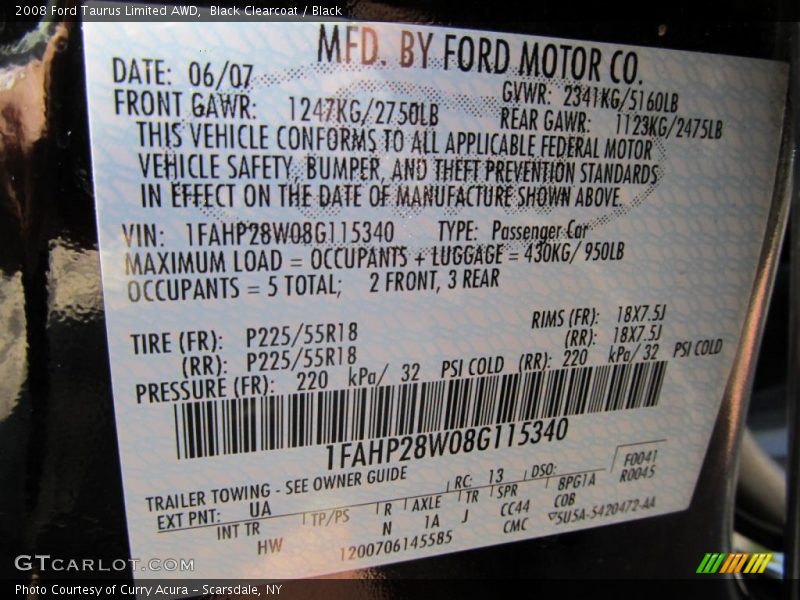 2008 Ford Taurus Limited AWD, Black Clearcoat / Black
MFD. BY FORD MOTOR CO.
DATE: 06/07 GVWR: 2341KG/5160LB
FRONT GAWR: 1247KG/2750LB REAR GAWR: 1123KG/2475LB
THIS VEHICLE CONFORMS TO ALL APPLICABLE FEDERAL MOTOR
VEHICLE SAFETY, BUMPER, AND THEFT PREVENTION STANDARDS
IN EFFECT ON THE DATE OF MANUFACTURE SHOWN ABOVE.
VIN: 1FAHP28W08G115340 TYPE: Passenger Car
MAXIMUM LOAD = OCCUPANTS + LUGGAGE = 430KG/ 950LB
OCCUPANTS = 5 TOTAL; 2 FRONT, 3 REAR
TIRE (FR): P225/55R18 RIMS (FR): 18X7.5J
(RR): P225/55R18 (RR): 18X7.5J
PRESSURE (FR): 220 kPa/ 32 PSI COLD (RR): 220 kPa/ 32 PSI COLD
1FAHP28W08G115340
TRAILER TOWING - SEE OWNER GUIDE
EXT PNT: UA RC: 13 DSO: F0041
INT TR TP/PS R AXLE TR SPR BPG1A R0045
HW N 1A J CC44 COB
1200706145585 CMC 5U5A-5420472-AA
GTCARLOT.COM
Photo Courtesy of Curry Acura – Scarsdale, NY